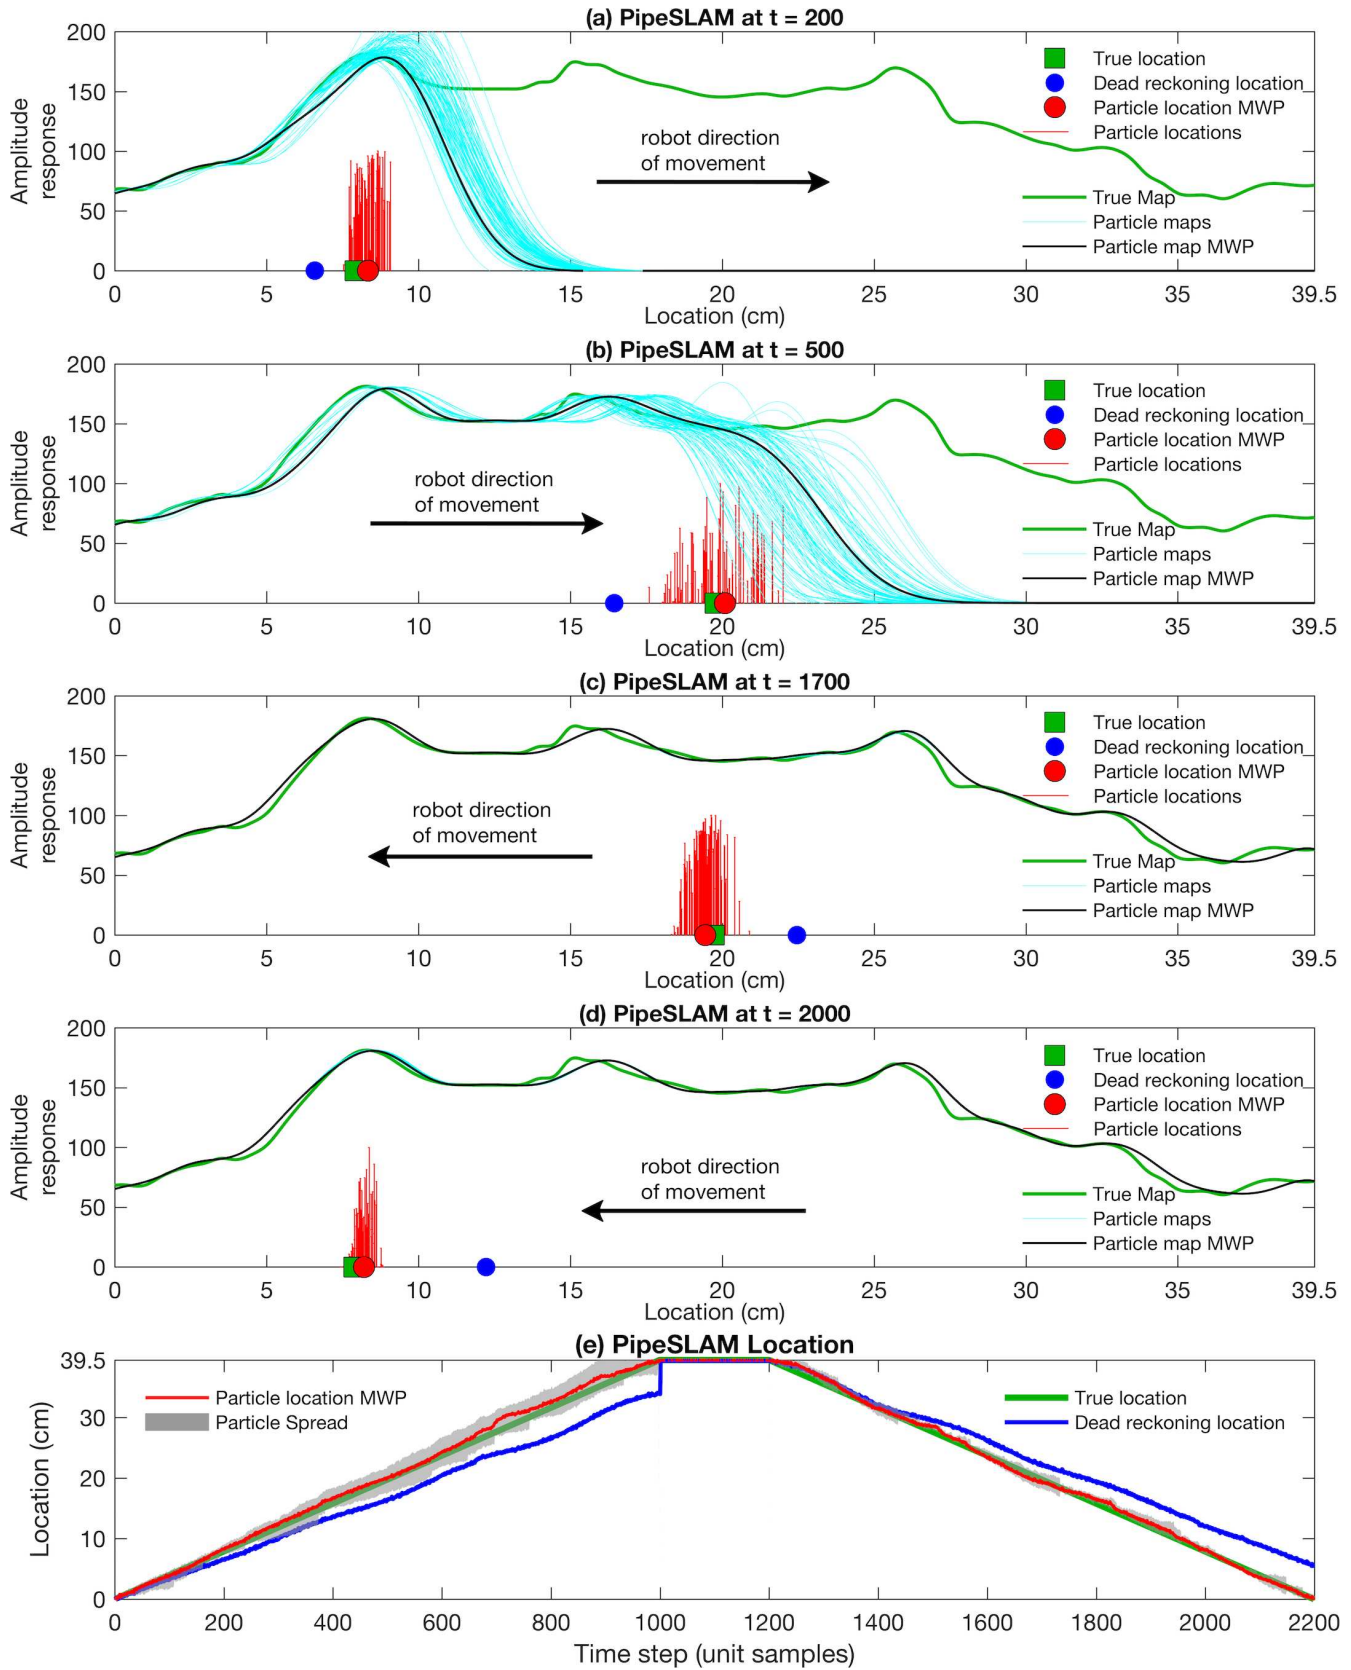 (a) PipeSLAM at t = 200
200
150
100
50
0
Amplitude
response
True location
Dead reckoning location
Particle location MWP
Particle locations
robot direction
of movement
True Map
Particle maps
Particle map MWP
0 5 10 15 20 25 30 35 39.5
Location (cm)
(b) PipeSLAM at t = 500
200
150
100
50
0
Amplitude
response
True location
Dead reckoning location
Particle location MWP
Particle locations
robot direction
of movement
True Map
Particle maps
Particle map MWP
0 5 10 15 20 25 30 35 39.5
Location (cm)
(c) PipeSLAM at t = 1700
200
150
100
50
0
Amplitude
response
True location
Dead reckoning location
Particle location MWP
Particle locations
robot direction
of movement
True Map
Particle maps
Particle map MWP
0 5 10 15 20 25 30 35 39.5
Location (cm)
(d) PipeSLAM at t = 2000
200
150
100
50
0
Amplitude
response
True location
Dead reckoning location
Particle location MWP
Particle locations
robot direction
of movement
True Map
Particle maps
Particle map MWP
0 5 10 15 20 25 30 35 39.5
Location (cm)
(e) PipeSLAM Location
39.5
30
20
10
0
Location (cm)
Particle location MWP
Particle Spread
True location
Dead reckoning location
0 200 400 600 800 1000 1200 1400 1600 1800 2000 2200
Time step (unit samples)